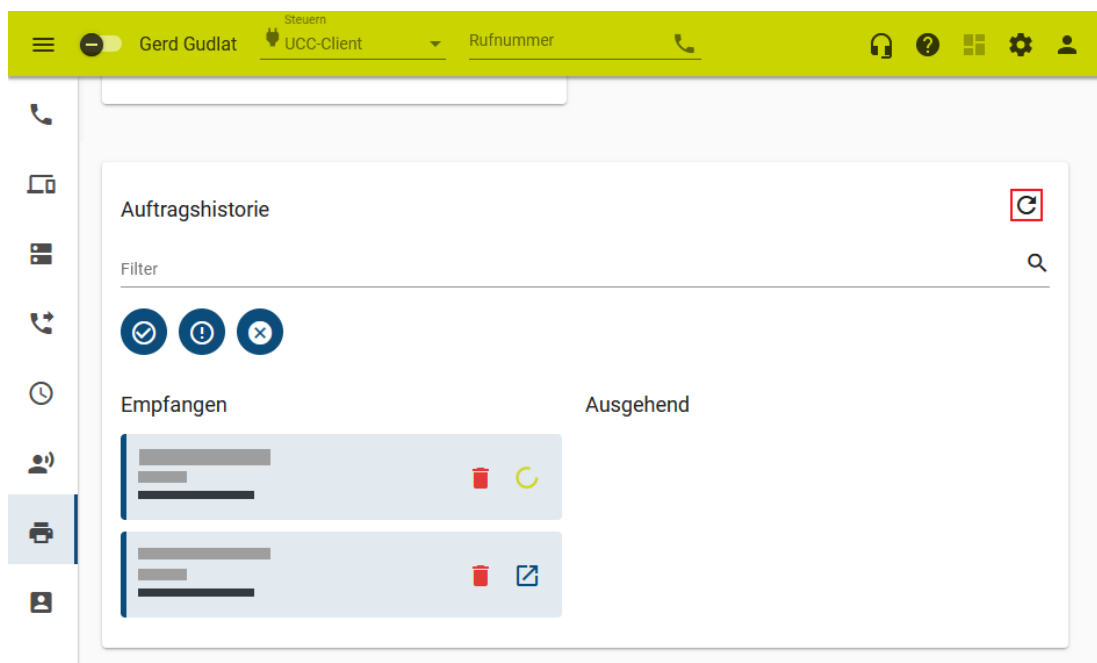 Steuern
Gerd Gudlat
UCC-Client
Rufnummer
Auftragshistorie
Filter
Empfangen
Ausgehend